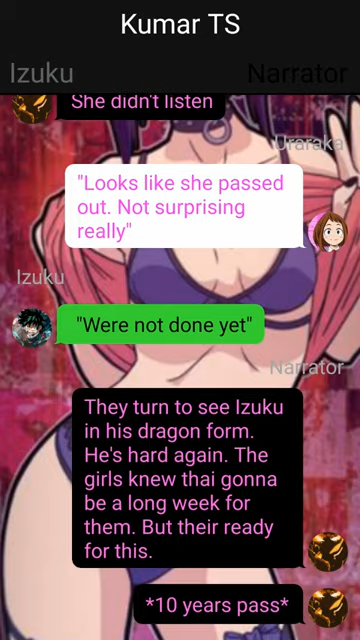 Kumar TS
Izuku
Narrator
She didn't listen
Uraraka
"Looks like she passed
out. Not surprising
really"
Izuku
"Were not done yet"
Narrator
They turn to see Izuku
in his dragon form.
He's hard again. The
girls knew thai gonna
be a long week for
them. But their ready
for this.
*10 years pass*